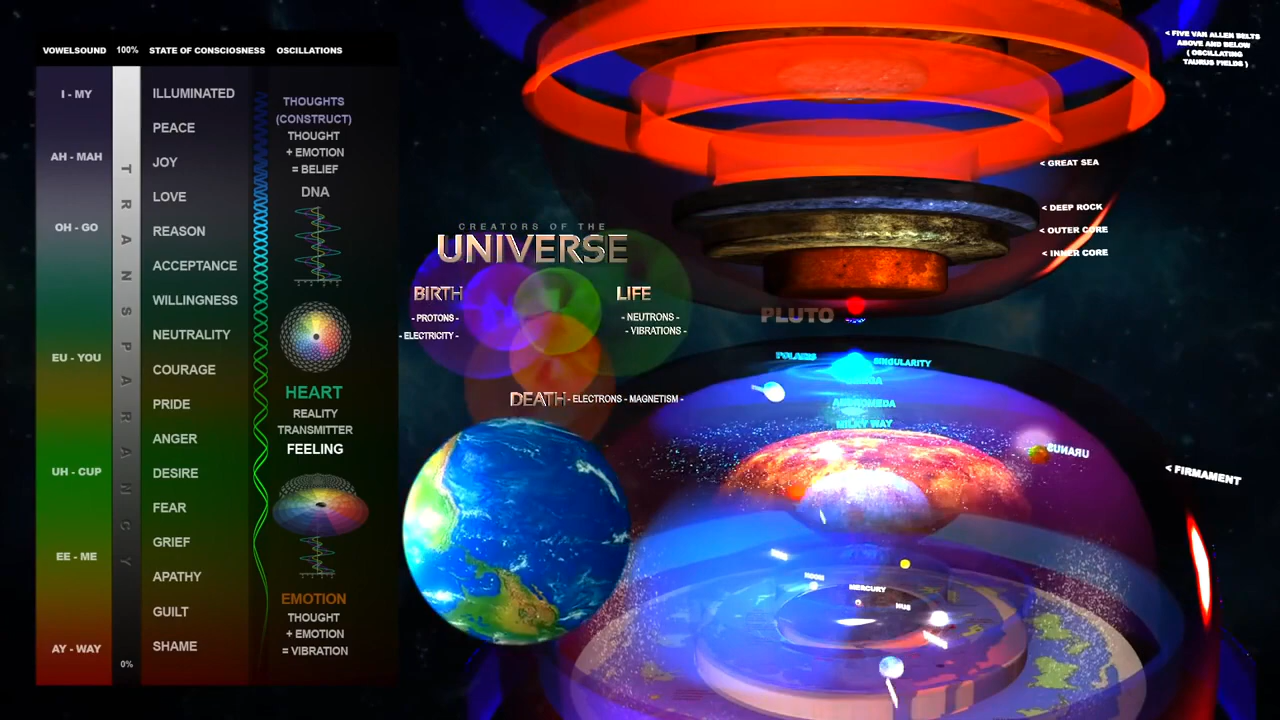 VOWELSOUND 100% STATE OF CONSCIOSNESS OSCILLATIONS
I - MY
AH - MAH
OH - GO
EU - YOU
UH - CUP
EE - ME
AY - WAY
TRANSPARANCY
0%
ILLUMINATED
PEACE
JOY
LOVE
REASON
ACCEPTANCE
WILLINGNESS
NEUTRALITY
COURAGE
PRIDE
ANGER
DESIRE
FEAR
GRIEF
APATHY
GUILT
SHAME
THOUGHTS
(CONSTRUCT)
THOUGHT
+ EMOTION
= BELIEF
DNA
HEART
REALITY
TRANSMITTER
FEELING
EMOTION
THOUGHT
+ EMOTION
= VIBRATION
CREATORS OF THE
UNIVERSE
BIRTH
- PROTONS -
- ELECTRICITY -
LIFE
- NEUTRONS -
- VIBRATIONS -
DEATH - ELECTRONS - MAGNETISM -
< FIVE VAN ALLEN BELTS
ABOVE AND BELOW
( OSCILLATING
TAURUS FIELDS )
< GREAT SEA
< DEEP ROCK
< OUTER CORE
< INNER CORE
PLUTO
POLARIS
SINGULARITY
ANDROMEDA
MILKY WAY
URANUS
< FIRMAMENT
MOON
MERCURY